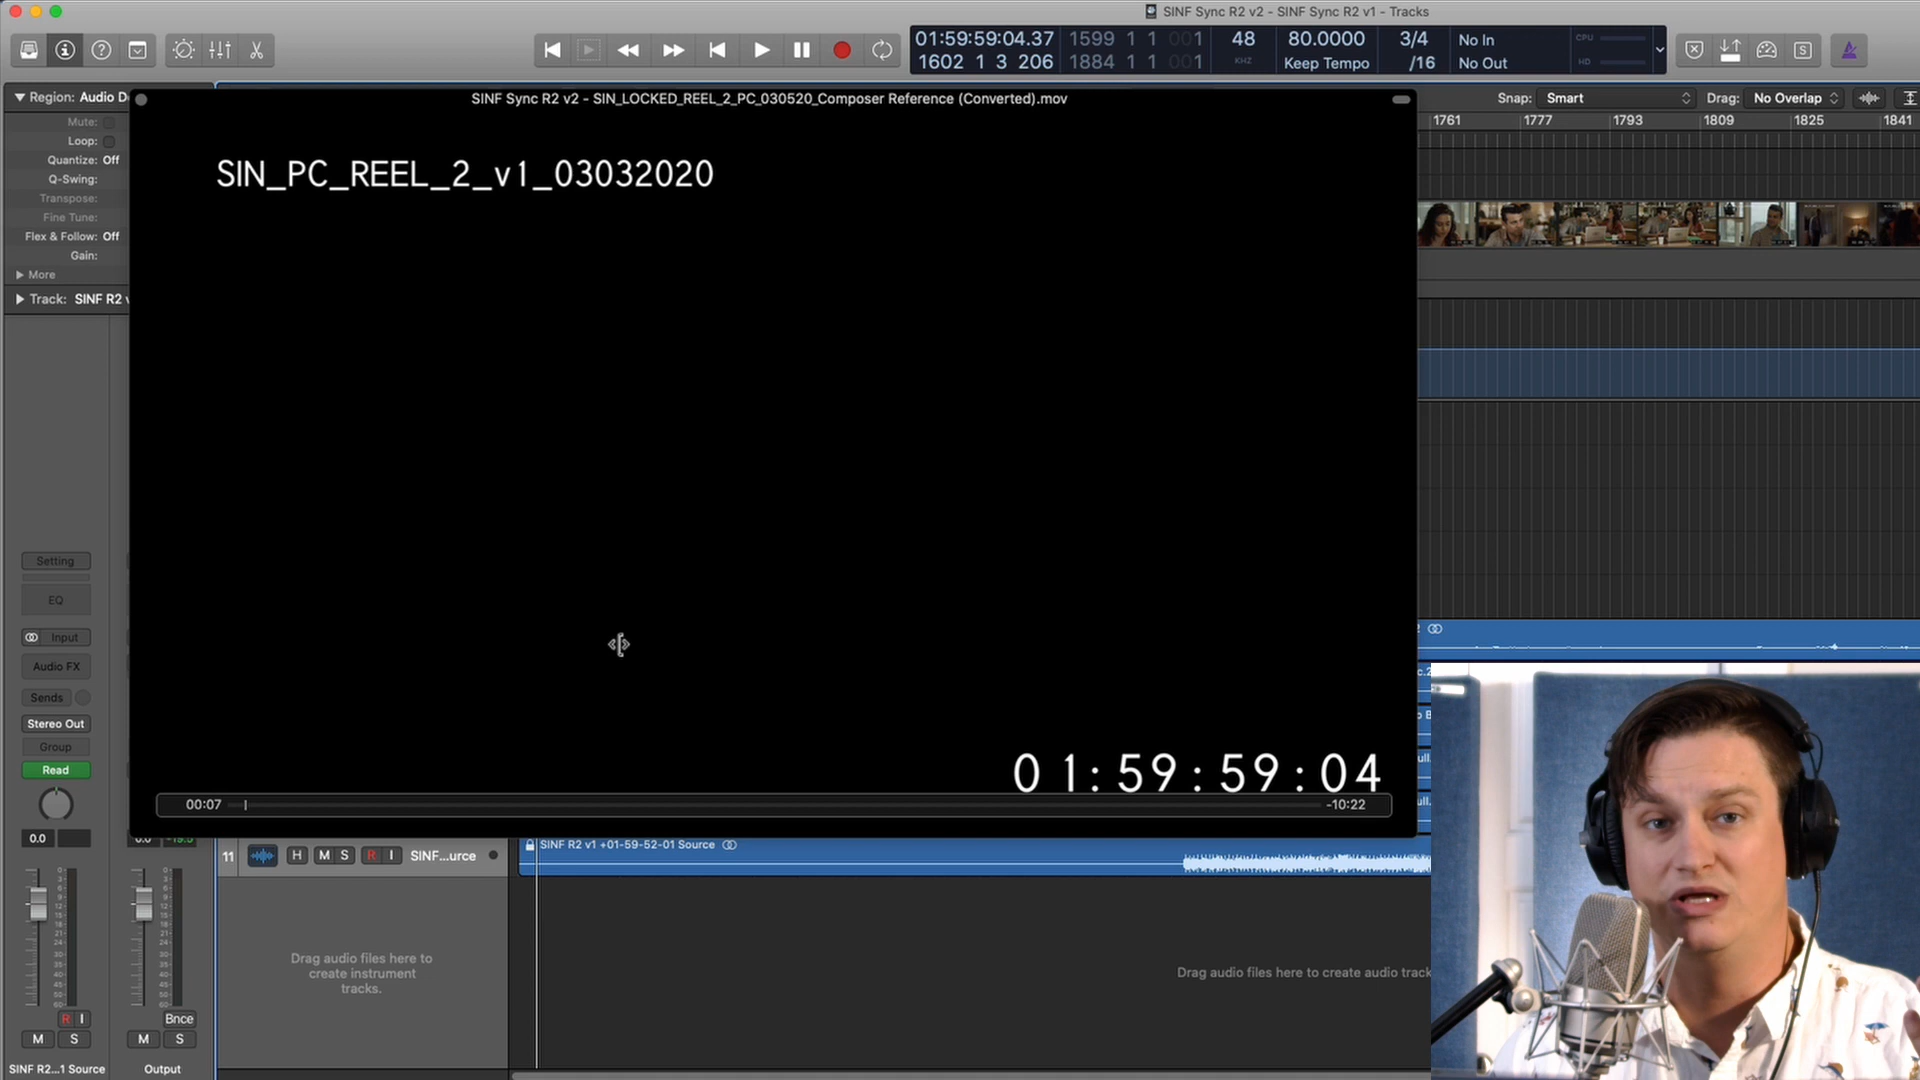 SINF Sync R2 v2 - SINF Sync R2 v1 - Tracks
01:59:59:04.37 1599 1 1 001 48 80.0000 3/4 No In CPU
1602 1 3 206 1884 1 1 001 KHZ Keep Tempo /16 No Out HD
Region: Audio D
SINF Sync R2 v2 - SIN_LOCKED_REEL_2_PC_030520_Composer Reference (Converted).mov
Snap: Smart Drag: No Overlap
1761 1777 1793 1809 1825 1841
Mute:
Loop:
Quantize: Off
Q-Swing:
Transpose:
Fine Tune:
Flex & Follow: Off
Gain:
More
Track: SINF R2 v
SIN_PC_REEL_2_v1_03032020
Setting
EQ
Input
Audio FX
Sends
Stereo Out
Group
Read
01:59:59:04
00:07 -10:22
0.0
11 H M S R I SINF...urce
SINF R2 v1 +01-59-52-01 Source
Drag audio files here to
create instrument
tracks.
Drag audio files here to create audio track
R I Bnce
M S M S
SINF R2...1 Source Output